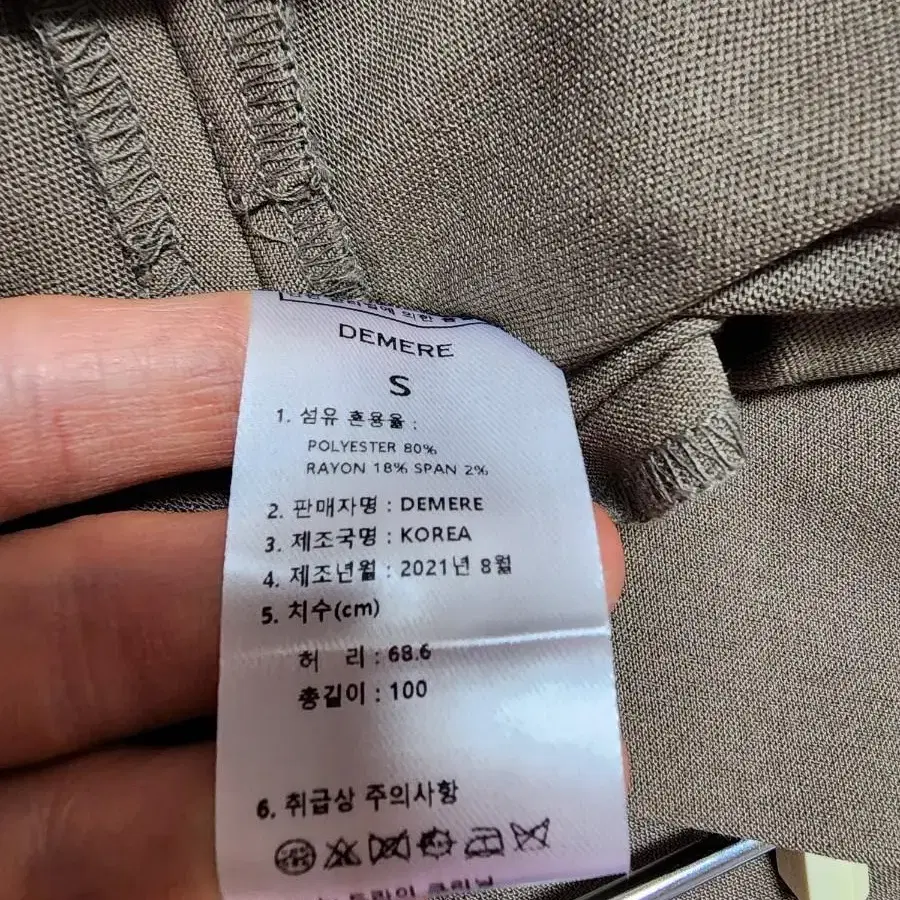 DEMERE
S
1. 섬유 혼용율 :
POLYESTER 80%
RAYON 18% SPAN 2%
2. 판매자명 : DEMERE
3. 제조국명 : KOREA
4. 제조년월 : 2021년 8월
5. 치수(cm)
허 리 : 68.6
총길이 : 100
6. 취급상 주의사항